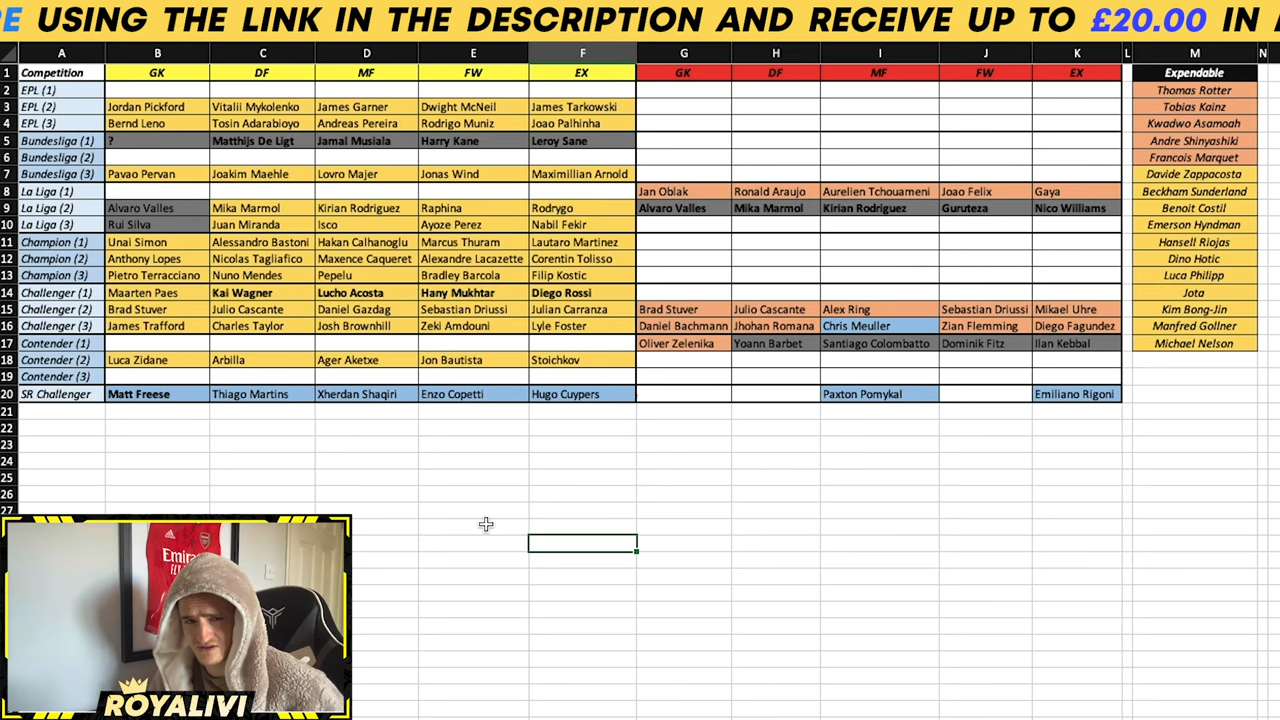 RE USING THE LINK IN THE DESCRIPTION AND RECEIVE UP TO £20.00 IN
A B C D E F G H I J K L M N
1 Competition GK DF MF FW EX GK DF MF FW EX Expendable
2 EPL (1) Thomas Rotter
3 EPL (2) Jordan Pickford Vitalii Mykolenko James Garner Dwight McNeil James Tarkowski Tobias Kainz
4 EPL (3) Bernd Leno Tosin Adarabioyo Andreas Pereira Rodrigo Muniz Joao Palhinha Kwadwo Asamoah
5 Bundesliga (1) ? Matthijs De Ligt Jamal Musiala Harry Kane Leroy Sane Andre Shinyashiki
6 Bundesliga (2) Francois Marquet
7 Bundesliga (3) Pavao Pervan Joakim Maehle Lovro Majer Jonas Wind Maximillian Arnold Davide Zappacosta
8 La Liga (1) Jan Oblak Ronald Araujo Aurelien Tchouameni Joao Felix Gaya Beckham Sunderland
9 La Liga (2) Alvaro Valles Mika Marmol Kirian Rodriguez Raphina Rodrygo Alvaro Valles Mika Marmol Kirian Rodriguez Guruteza Nico Williams Benoit Costil
10 La Liga (3) Rui Silva Juan Miranda Isco Ayoze Perez Nabil Fekir Emerson Hyndman
11 Champion (1) Unai Simon Alessandro Bastoni Hakan Calhanoglu Marcus Thuram Lautaro Martinez Hansell Riojas
12 Champion (2) Anthony Lopes Nicolas Tagliafico Maxence Caqueret Alexandre Lacazette Corentin Tolisso Dino Hotic
13 Champion (3) Pietro Terracciano Nuno Mendes Pepelu Bradley Barcola Filip Kostic Luca Philipp
14 Challenger (1) Maarten Paes Kai Wagner Lucho Acosta Hany Mukhtar Diego Rossi Jota
15 Challenger (2) Brad Stuver Julio Cascante Daniel Gazdag Sebastian Driussi Julian Carranza Brad Stuver Julio Cascante Alex Ring Sebastian Driussi Mikael Uhre Kim Bong-Jin
16 Challenger (3) James Trafford Charles Taylor Josh Brownhill Zeki Amdouni Lyle Foster Daniel Bachmann Jhohan Romana Chris Meuller Zian Flemming Diego Fagundez Manfred Gollner
17 Contender (1) Oliver Zelenika Yoann Barbet Santiago Colombatto Dominik Fitz Ilan Kebbal Michael Nelson
18 Contender (2) Luca Zidane Arbilla Ager Aketxe Jon Bautista Stoichkov
19 Contender (3)
20 SR Challenger Matt Freese Thiago Martins Xherdan Shaqiri Enzo Copetti Hugo Cuypers Paxton Pomykal Emiliano Rigoni
21
22
23
24
25
26
27
Emira
ROYALIVI